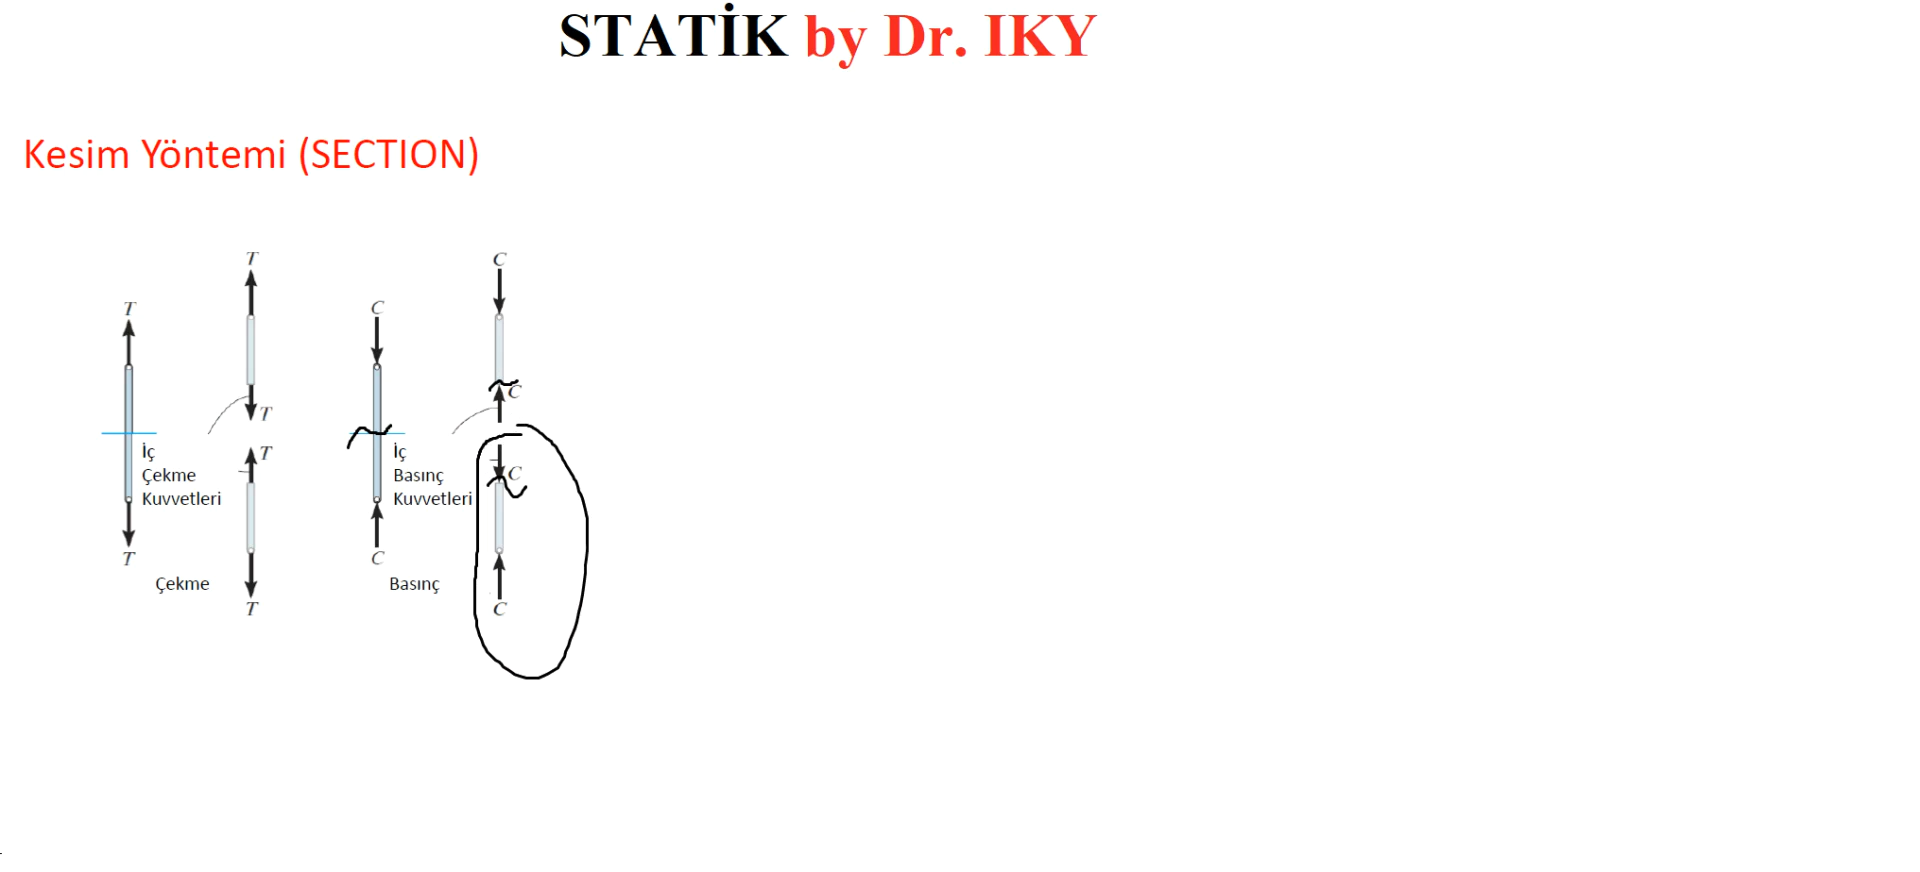 STATİK by Dr. IKY
Kesim Yöntemi (SECTION)
T
T
T
T
İç
Çekme
Kuvvetleri
T
Çekme
T
C
C
C
C
İç
Basınç
Kuvvetleri
C
Basınç
C